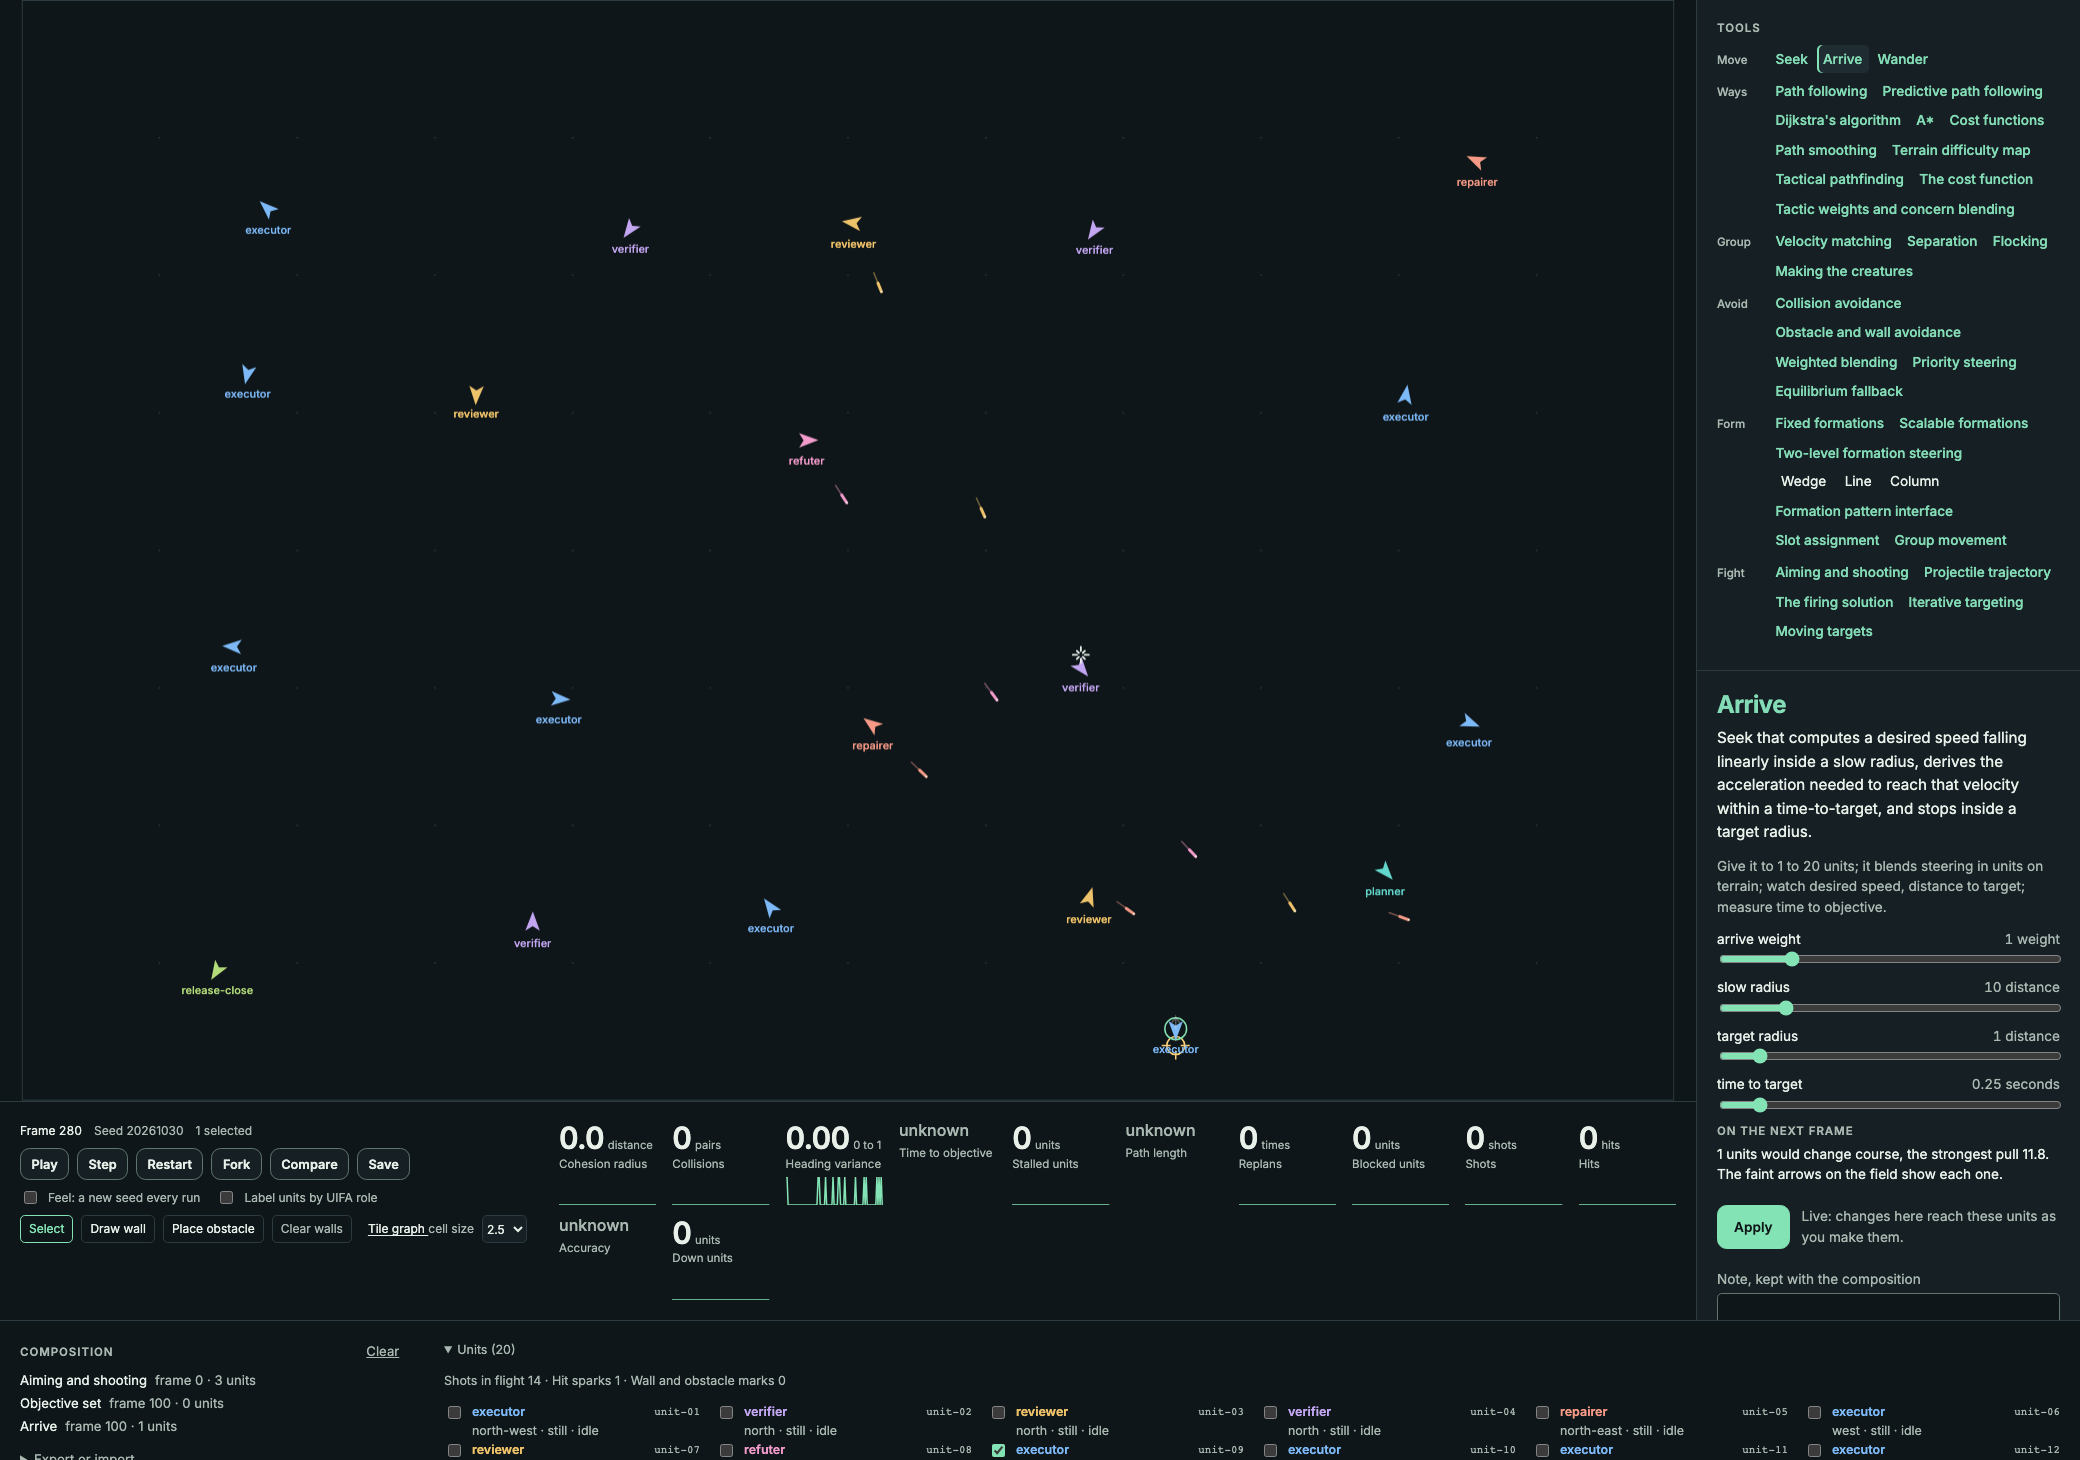 TOOLS
Move Seek Arrive Wander
Ways Path following Predictive path following
Dijkstra's algorithm A* Cost functions
Path smoothing Terrain difficulty map
Tactical pathfinding The cost function
Tactic weights and concern blending
Group Velocity matching Separation Flocking
Making the creatures
Avoid Collision avoidance
Obstacle and wall avoidance
Weighted blending Priority steering
Equilibrium fallback
Form Fixed formations Scalable formations
Two-level formation steering
Wedge Line Column
Formation pattern interface
Slot assignment Group movement
Fight Aiming and shooting Projectile trajectory
The firing solution Iterative targeting
Moving targets
repairer
executor
verifier
reviewer
verifier
executor
reviewer
executor
refuter
executor
verifier
executor
repairer
executor
planner
reviewer
executor
verifier
release-close
executor
Arrive
Seek that computes a desired speed falling
linearly inside a slow radius, derives the
acceleration needed to reach that velocity
within a time-to-target, and stops inside a
target radius.
Give it to 1 to 20 units; it blends steering in units on
terrain; watch desired speed, distance to target;
measure time to objective.
arrive weight 1 weight
slow radius 10 distance
target radius 1 distance
time to target 0.25 seconds
ON THE NEXT FRAME
1 units would change course, the strongest pull 11.8.
The faint arrows on the field show each one.
Apply
Live: changes here reach these units as
you make them.
Note, kept with the composition
Frame 280 Seed 20261030 1 selected
Play Step Restart Fork Compare Save
Feel: a new seed every run Label units by UIFA role
Select Draw wall Place obstacle Clear walls Tile graph cell size 2.5
0.0 distance
Cohesion radius
0 pairs
Collisions
0.00 0 to 1
Heading variance
unknown
Time to objective
0 units
Stalled units
unknown
Path length
0 times
Replans
0 units
Blocked units
0 shots
Shots
0 hits
Hits
unknown
Accuracy
0 units
Down units
COMPOSITION Clear
Aiming and shooting frame 0 · 3 units
Objective set frame 100 · 0 units
Arrive frame 100 · 1 units
Export or import
Units (20)
Shots in flight 14 · Hit sparks 1 · Wall and obstacle marks 0
executor unit-01 verifier unit-02 reviewer unit-03 verifier unit-04 repairer unit-05 executor unit-06
north-west · still · idle north · still · idle north · still · idle north · still · idle north-east · still · idle west · still · idle
reviewer unit-07 refuter unit-08 executor unit-09 executor unit-10 executor unit-11 executor unit-12